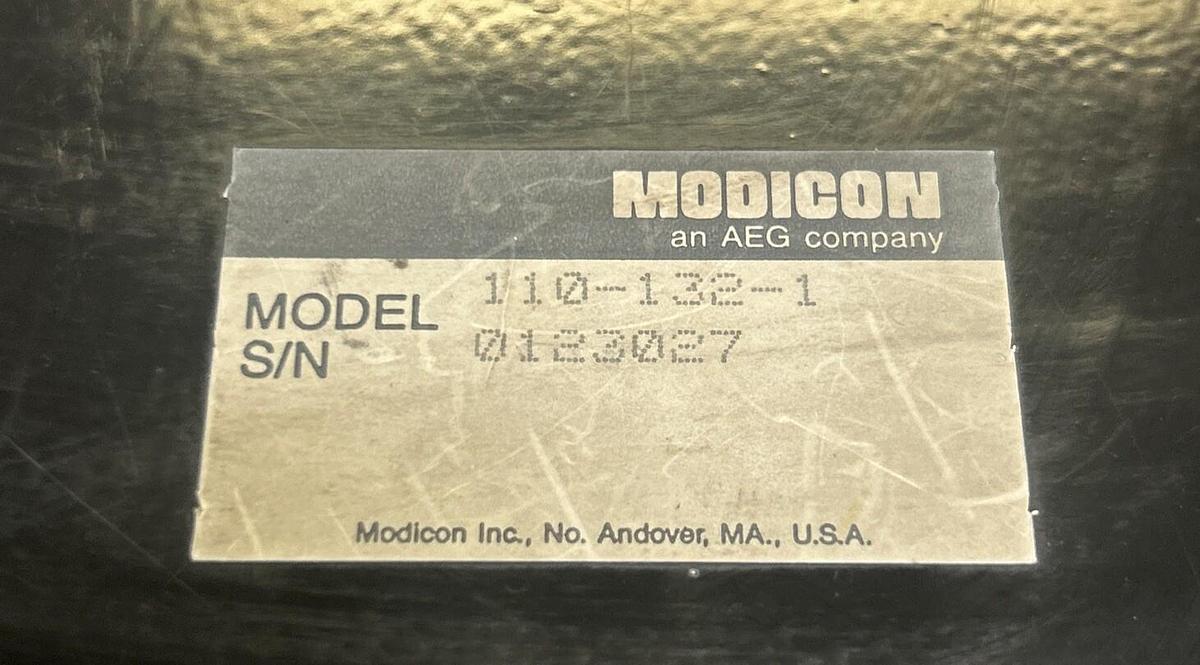 MODICON
an AEG company
MODEL 110-132-1
S/N 0123027
Modicon Inc., No. Andover, MA., U.S.A.